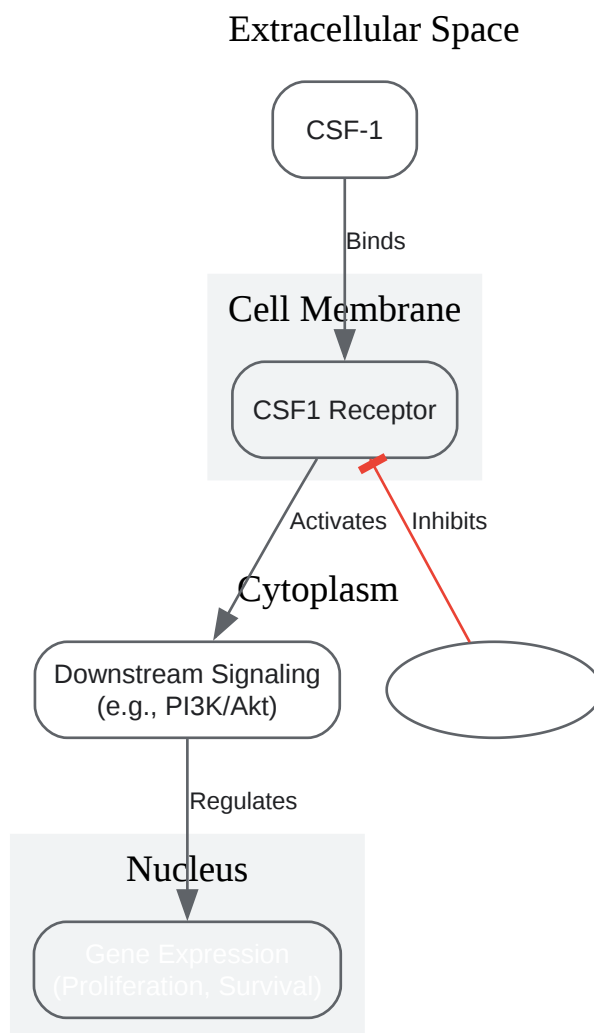 Extracellular Space
CSF-1
Binds
Cell Membrane
CSF1 Receptor
Activates
Inhibits
Cytoplasm
Downstream Signaling
(e.g., PI3K/Akt)
Regulates
Nucleus
Gene Expression
(Proliferation, Survival)